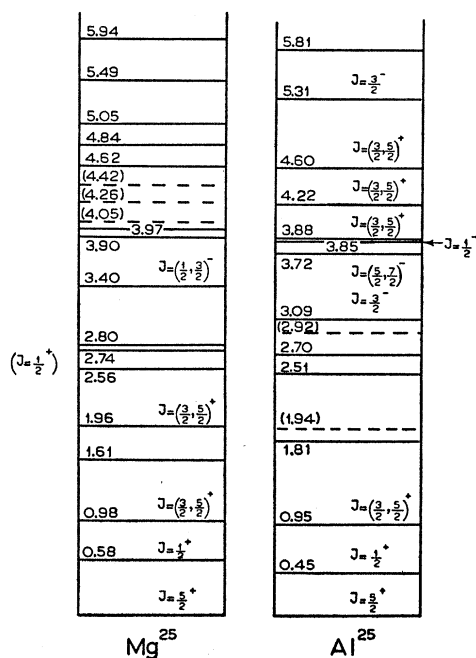 5.94
5.49
5.05
4.84
4.62
(4.42)
(4.26)
(4.05)
3.97
3.90
J=(1/2, 3/2)⁻
3.40
2.80
(J=1/2⁺)
2.74
2.56
J=(3/2, 5/2)⁺
1.96
1.61
J=(3/2, 5/2)⁺
0.98
J=1/2⁺
0.58
J=5/2⁺
Mg²⁵
5.81
J=3/2⁻
5.31
J=(3/2, 5/2)⁺
4.60
J=(3/2, 5/2)⁺
4.22
J=(3/2, 5/2)⁺
3.88
3.85
J=1/2⁻
3.72
J=(5/2, 7/2)⁻
J=3/2⁻
3.09
(2.92)
2.70
2.51
(1.94)
1.81
J=(3/2, 5/2)⁺
0.95
J=1/2⁺
0.45
J=5/2⁺
Al²⁵